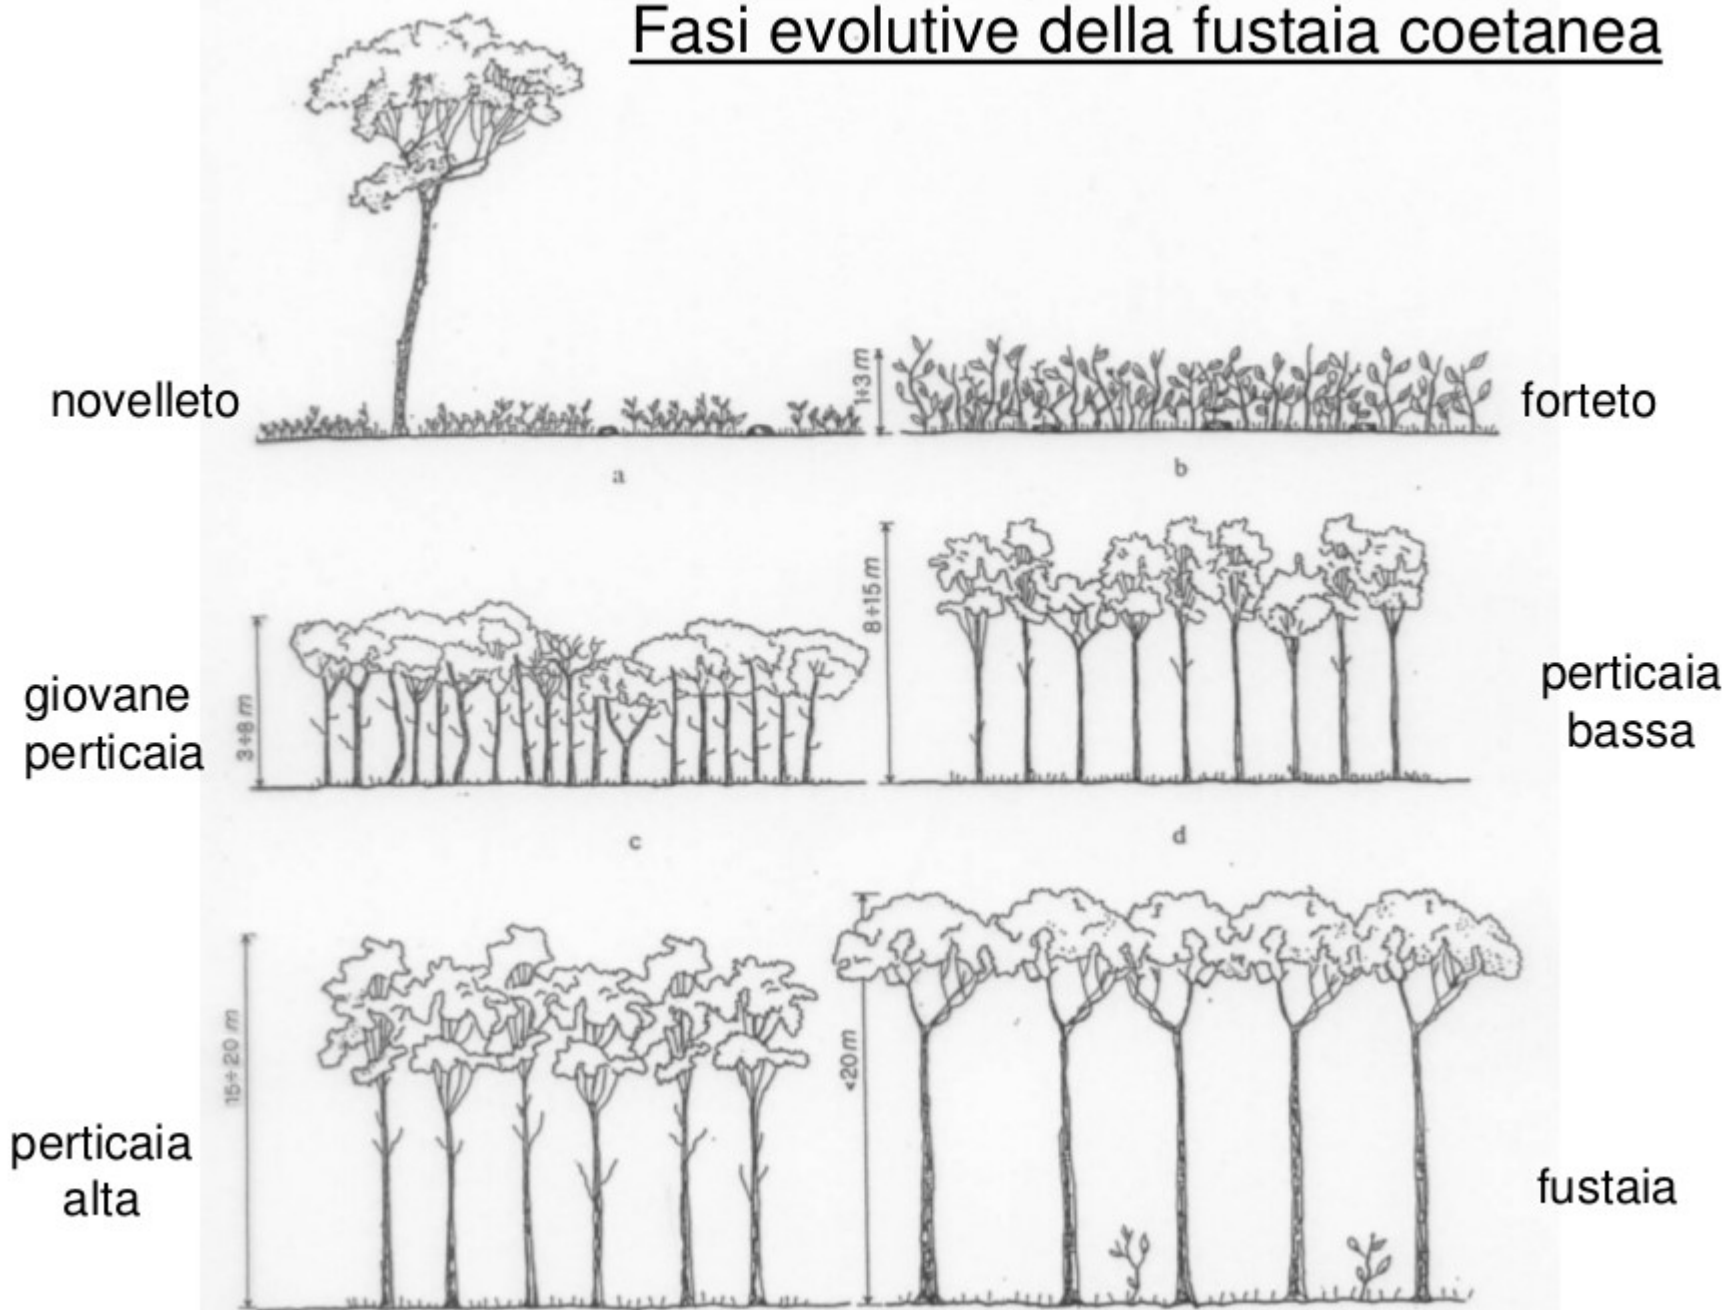 Fasi evolutive della fustaia coetanea
novelleto
1÷3 m
forteto
a
b
giovane
perticaia
3÷8 m
8÷15 m
perticaia
bassa
c
d
perticaia
alta
15÷20 m
<20 m
fustaia